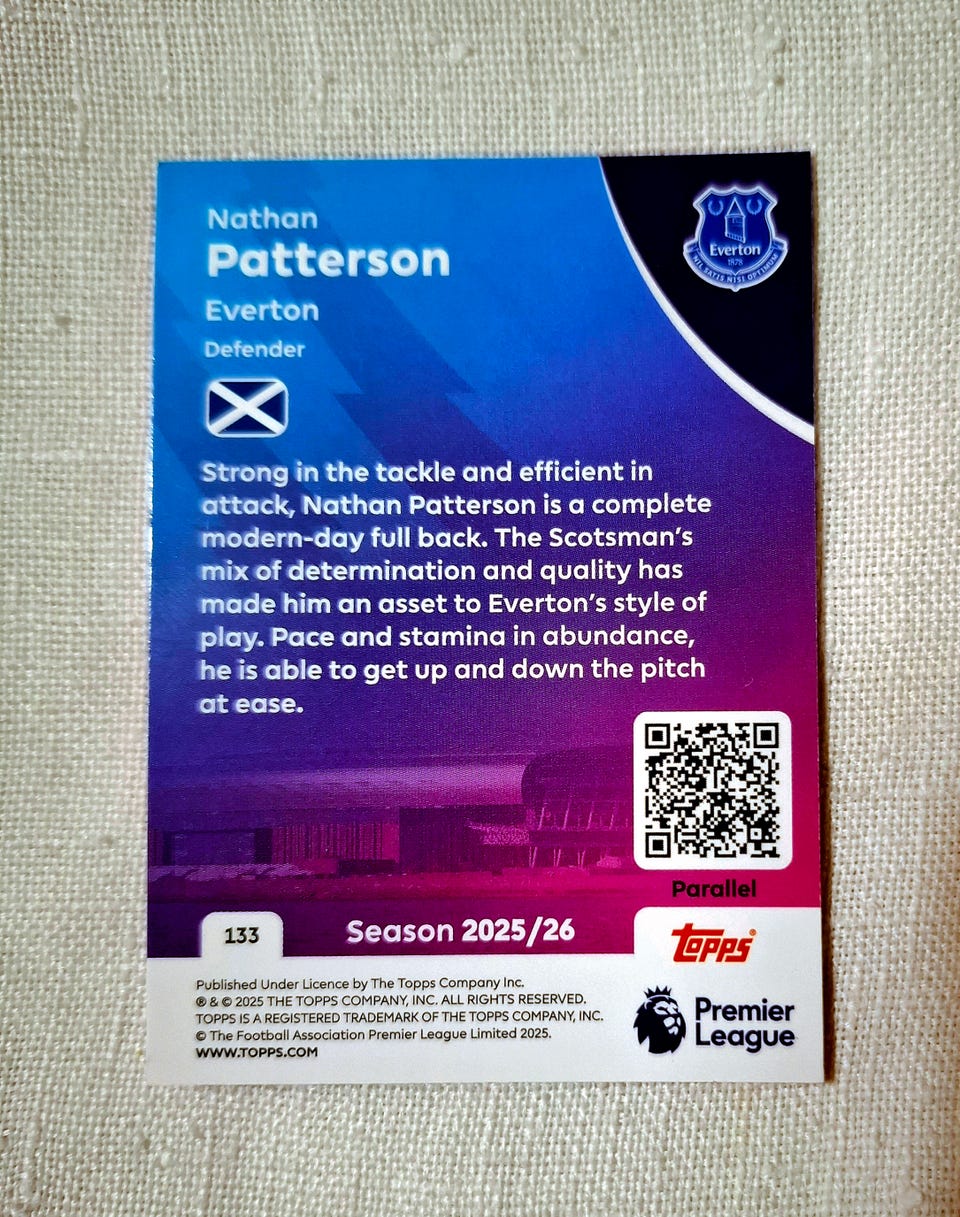 Nathan
Patterson
Everton
Defender
Everton
1878
NIL SATIS NISI OPTIMUM
Strong in the tackle and efficient in
attack, Nathan Patterson is a complete
modern-day full back. The Scotsman's
mix of determination and quality has
made him an asset to Everton's style of
play. Pace and stamina in abundance,
he is able to get up and down the pitch
at ease.
Parallel
133
Season 2025/26
Topps®
Published Under Licence by The Topps Company Inc.
® & © 2025 THE TOPPS COMPANY, INC. ALL RIGHTS RESERVED.
TOPPS IS A REGISTERED TRADEMARK OF THE TOPPS COMPANY, INC.
© The Football Association Premier League Limited 2025.
WWW.TOPPS.COM
Premier
League